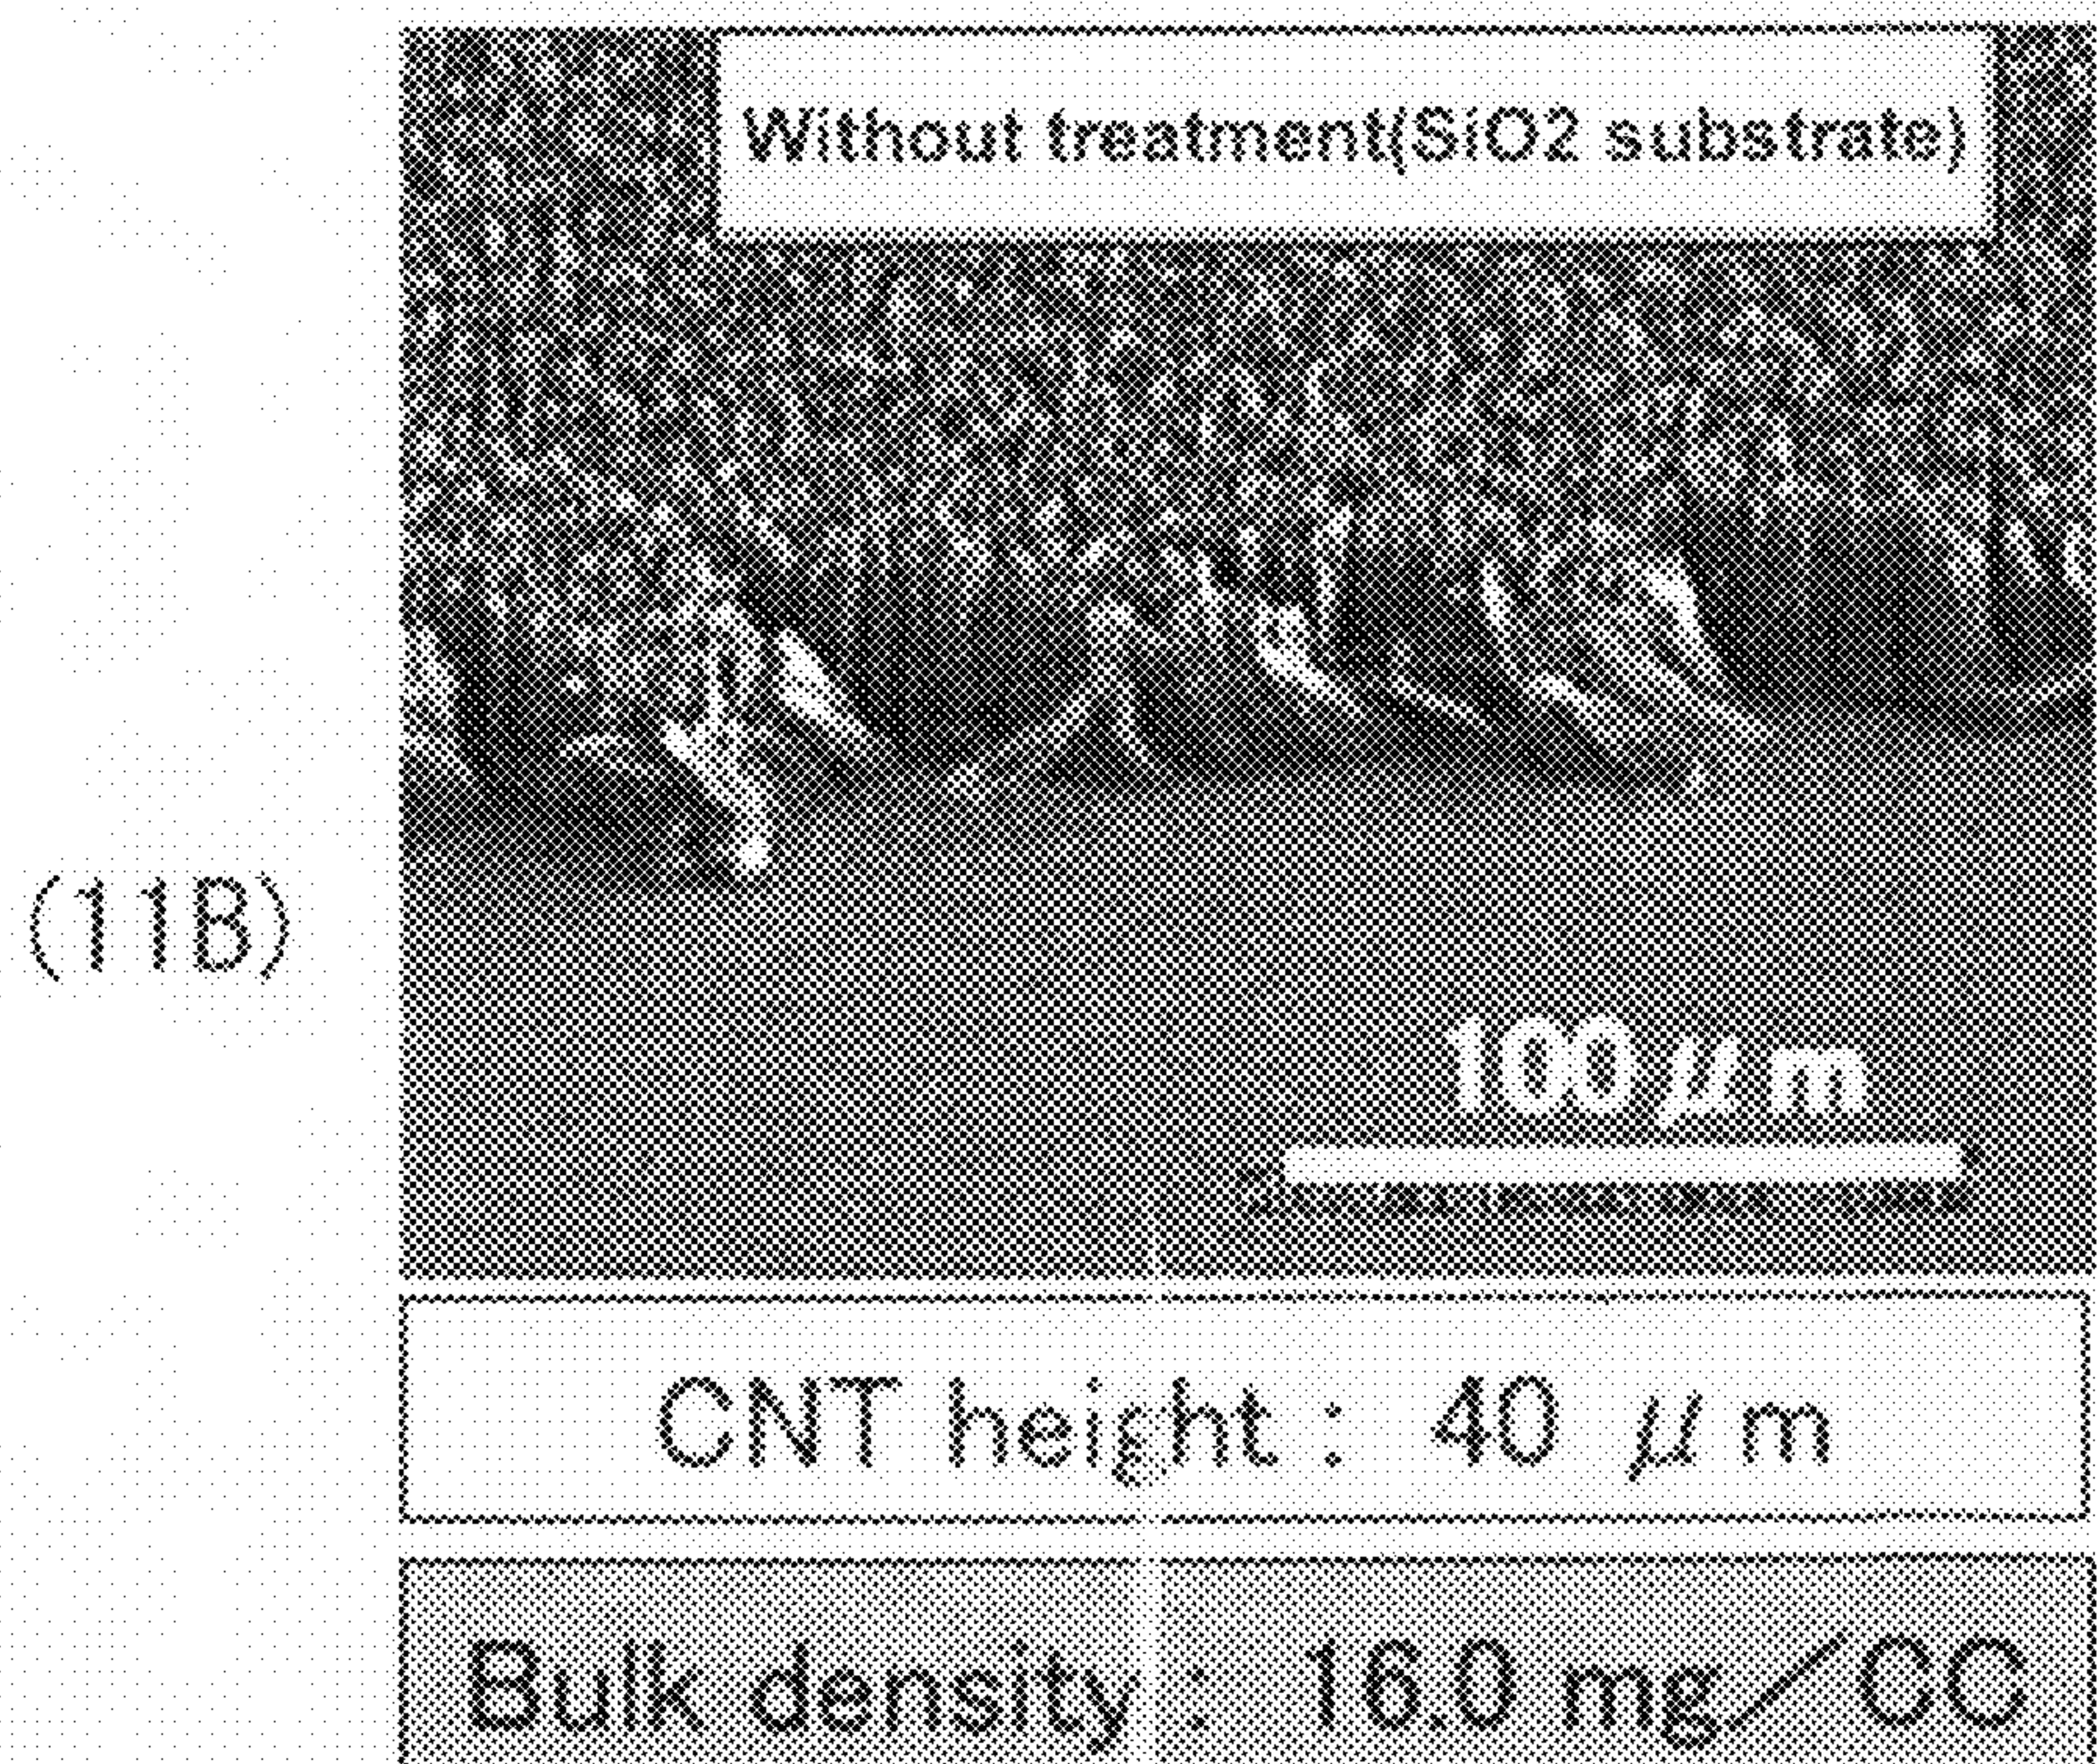 Without treatment(SiO2 substrate)
(11B)
100 μm
CNT height : 40 μm
Bulk density : 16.0 mg/CC